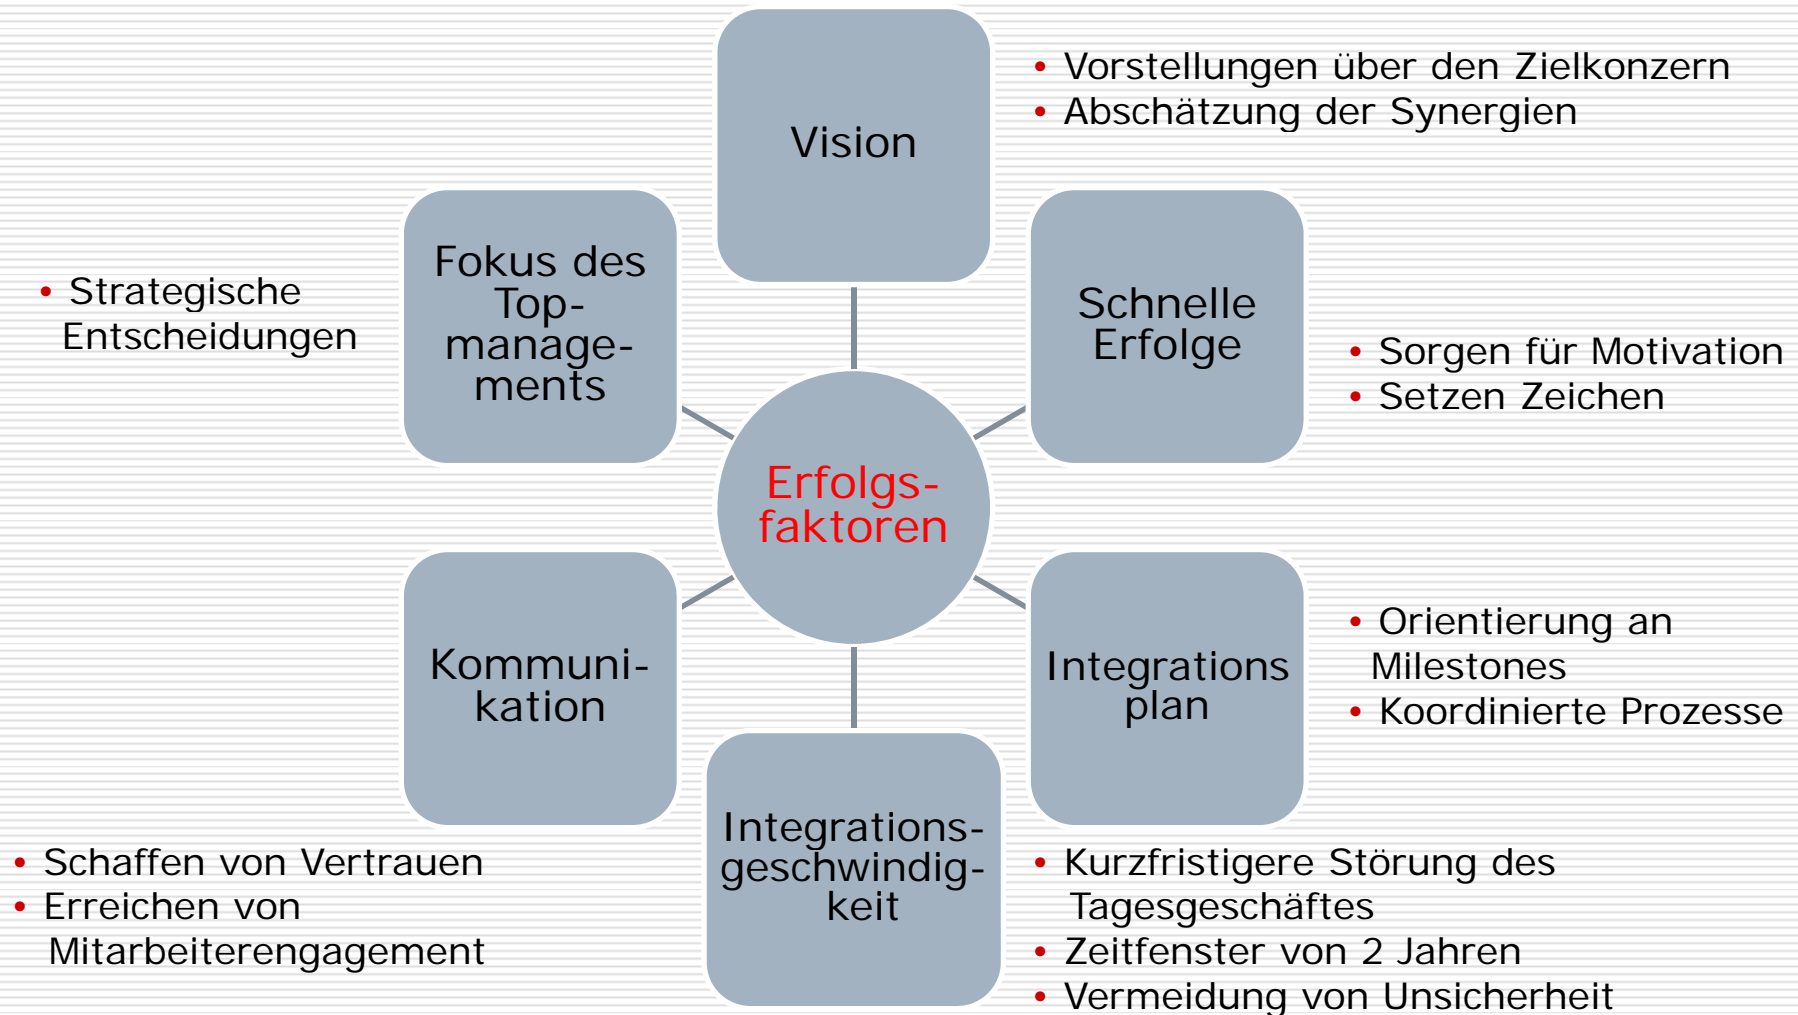 Vision
• Vorstellungen über den Zielkonzern
• Abschätzung der Synergien
Schnelle
Erfolge
• Sorgen für Motivation
• Setzen Zeichen
Integrations
plan
• Orientierung an
Milestones
• Koordinierte Prozesse
Integrations-
geschwindig-
keit
• Kurzfristigere Störung des
Tagesgeschäftes
• Zeitfenster von 2 Jahren
• Vermeidung von Unsicherheit
Kommuni-
kation
• Schaffen von Vertrauen
• Erreichen von
Mitarbeiterengagement
Fokus des
Top-
manage-
ments
• Strategische
Entscheidungen
Erfolgs-
faktoren